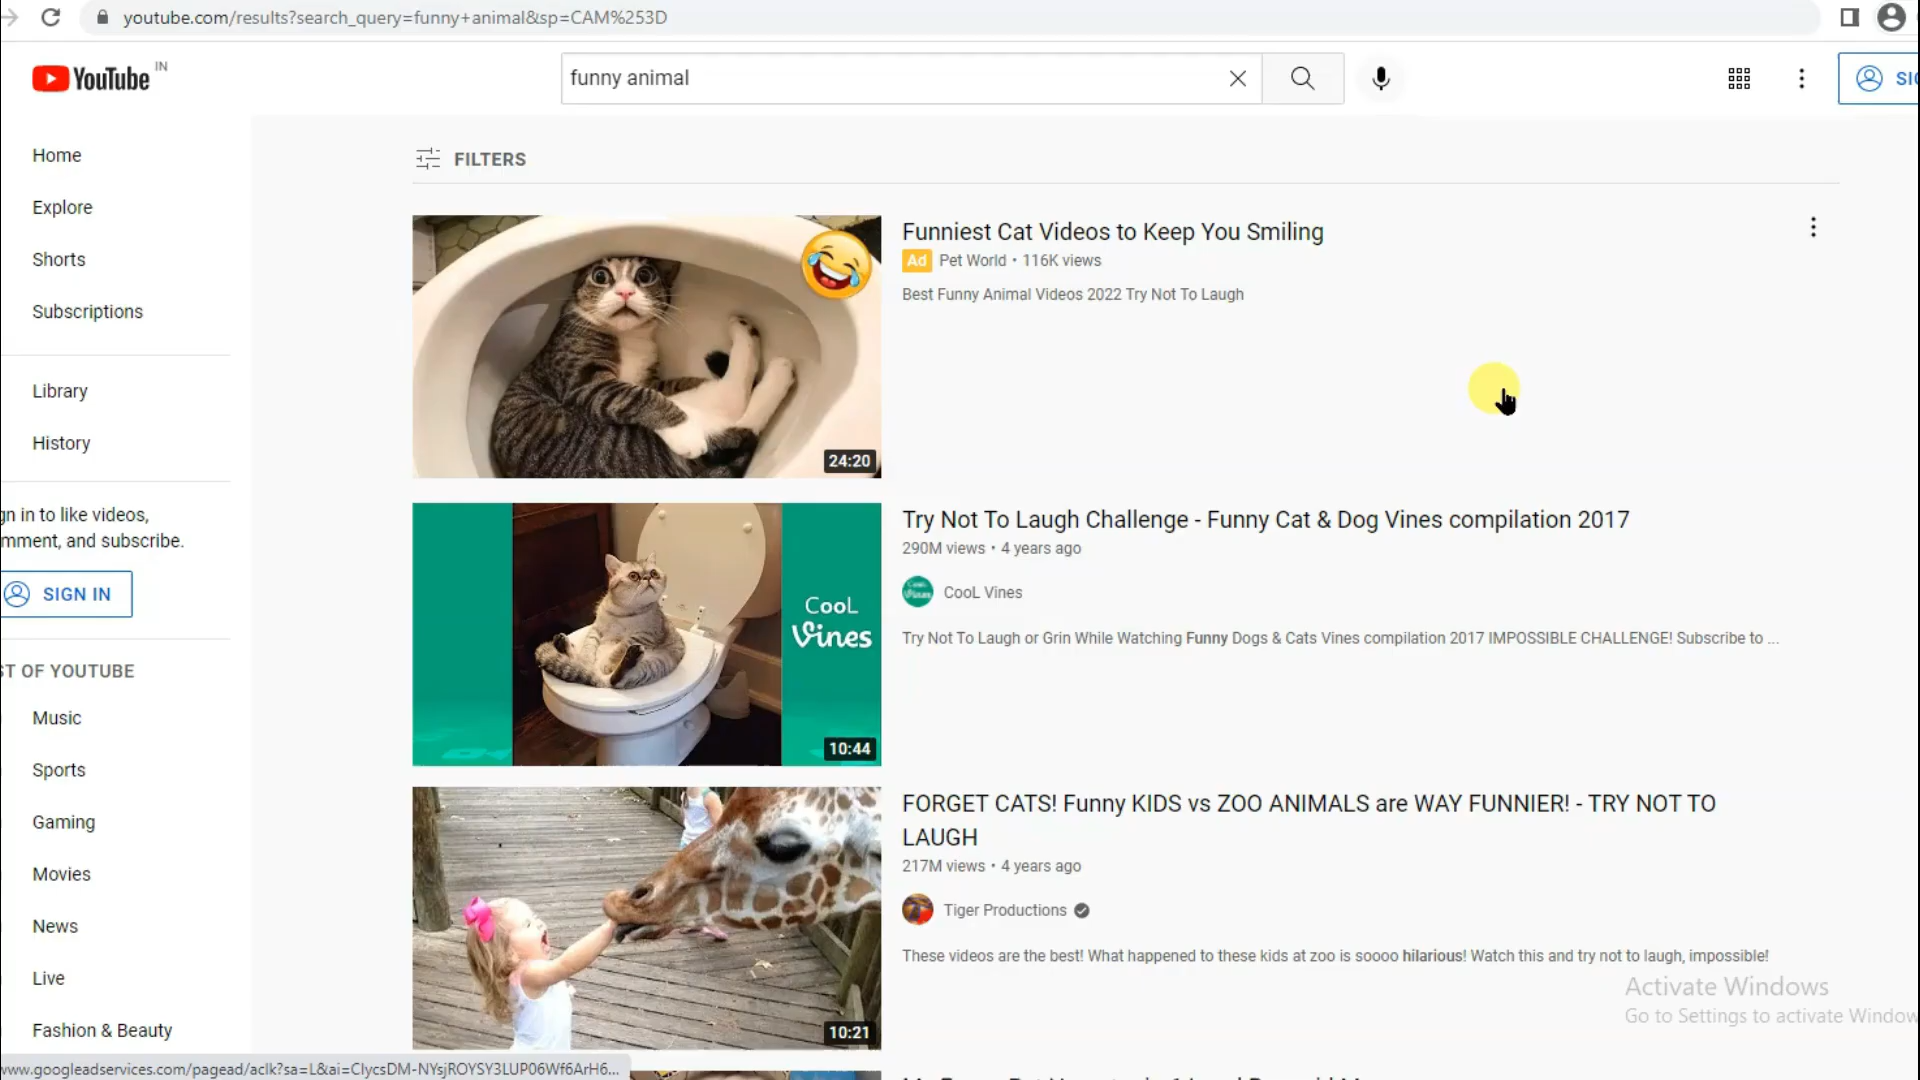 youtube.com/results?search_query=funny+animal&sp=CAM%253D
YouTube IN
funny animal
SIG
Home
Explore
Shorts
Subscriptions
Library
History
gn in to like videos,
mment, and subscribe.
SIGN IN
ST OF YOUTUBE
Music
Sports
Gaming
Movies
News
Live
Fashion & Beauty
FILTERS
24:20
Funniest Cat Videos to Keep You Smiling
Ad Pet World • 116K views
Best Funny Animal Videos 2022 Try Not To Laugh
CooL
Vines
10:44
Try Not To Laugh Challenge - Funny Cat & Dog Vines compilation 2017
290M views • 4 years ago
CooL Vines
Try Not To Laugh or Grin While Watching Funny Dogs & Cats Vines compilation 2017 IMPOSSIBLE CHALLENGE! Subscribe to ...
10:21
FORGET CATS! Funny KIDS vs ZOO ANIMALS are WAY FUNNIER! - TRY NOT TO
LAUGH
217M views • 4 years ago
Tiger Productions
These videos are the best! What happened to these kids at zoo is soooo hilarious! Watch this and try not to laugh, impossible!
Activate Windows
Go to Settings to activate Window
www.googleadservices.com/pagead/aclk?sa=L&ai=ClycsDM-NYsjROYSY3LUP06Wf6ArH6...